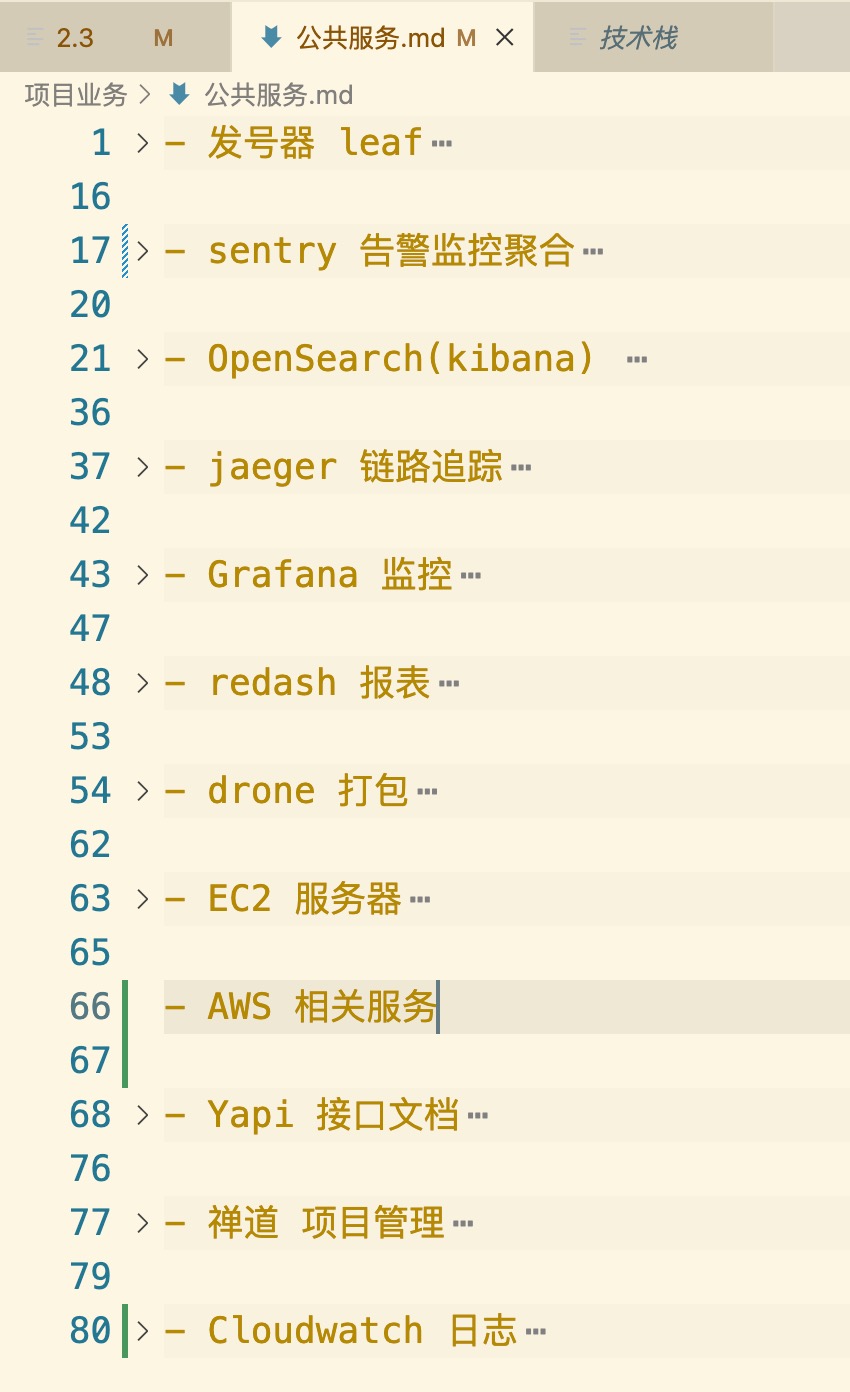 2.3 M 公共服务.md M 技术栈
项目业务 > 公共服务.md
1 > - 发号器 leaf…
16
17 > - sentry 告警监控聚合…
20
21 > - OpenSearch(kibana) …
36
37 > - jaeger 链路追踪…
42
43 > - Grafana 监控…
47
48 > - redash 报表…
53
54 > - drone 打包…
62
63 > - EC2 服务器…
65
66 - AWS 相关服务
67
68 > - Yapi 接口文档…
76
77 > - 禅道 项目管理…
79
80 > - Cloudwatch 日志…